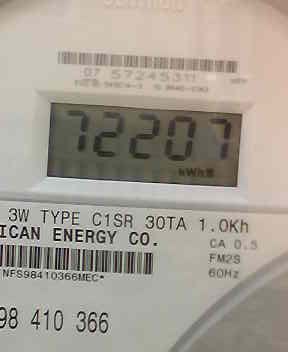 07 57245311
72207
kWh
3W TYPE C1SR 30TA 1.0Kh
ICAN ENERGY CO.
CA 0.5
FM2S
60Hz
NFS98410366MEC*
98 410 366